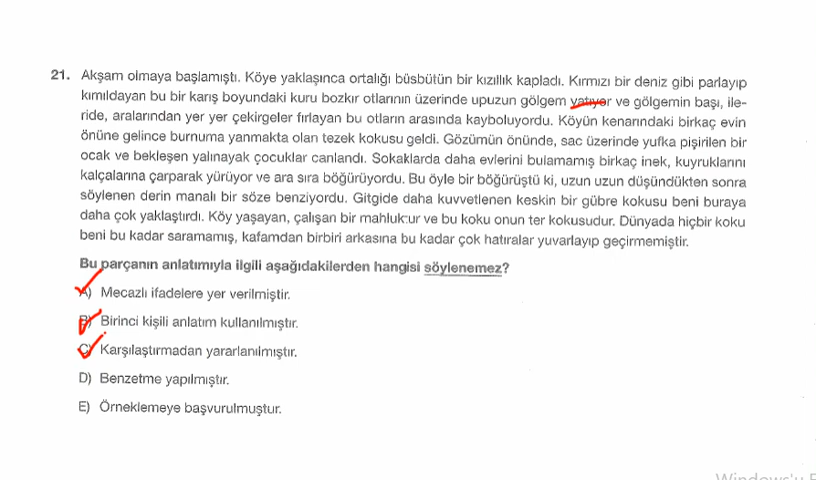 21. Akşam olmaya başlamıştı. Köye yaklaşınca ortalığı büsbütün bir kızıllık kapladı. Kırmızı bir deniz gibi parlayıp
kımıldayan bu bir karış boyundaki kuru bozkır otlarının üzerinde upuzun gölgem yatıyor ve gölgemin başı, ile-
ride, aralarından yer yer çekirgeler fırlayan bu otların arasında kayboluyordu. Köyün kenarındaki birkaç evin
önüne gelince burnuma yanmakta olan tezek kokusu geldi. Gözümün önünde, sac üzerinde yufka pişirilen bir
ocak ve bekleşen yalınayak çocuklar canlandı. Sokaklarda daha evlerini bulamamış birkaç inek, kuyruklarını
kalçalarına çarparak yürüyor ve ara sıra böğürüyordu. Bu öyle bir böğürüştü ki, uzun uzun düşündükten sonra
söylenen derin manalı bir söze benziyordu. Gitgide daha kuvvetlenen keskin bir gübre kokusu beni buraya
daha çok yaklaştırdı. Köy yaşayan, çalışan bir mahluktur ve bu koku onun ter kokusudur. Dünyada hiçbir koku
beni bu kadar saramamış, kafamdan birbiri arkasına bu kadar çok hatıralar yuvarlayıp geçirmemiştir.
Bu parçanın anlatımıyla ilgili aşağıdakilerden hangisi söylenemez?
A) Mecazlı ifadelere yer verilmiştir.
B) Birinci kişili anlatım kullanılmıştır.
C) Karşılaştırmadan yararlanılmıştır.
D) Benzetme yapılmıştır.
E) Örneklemeye başvurulmuştur.